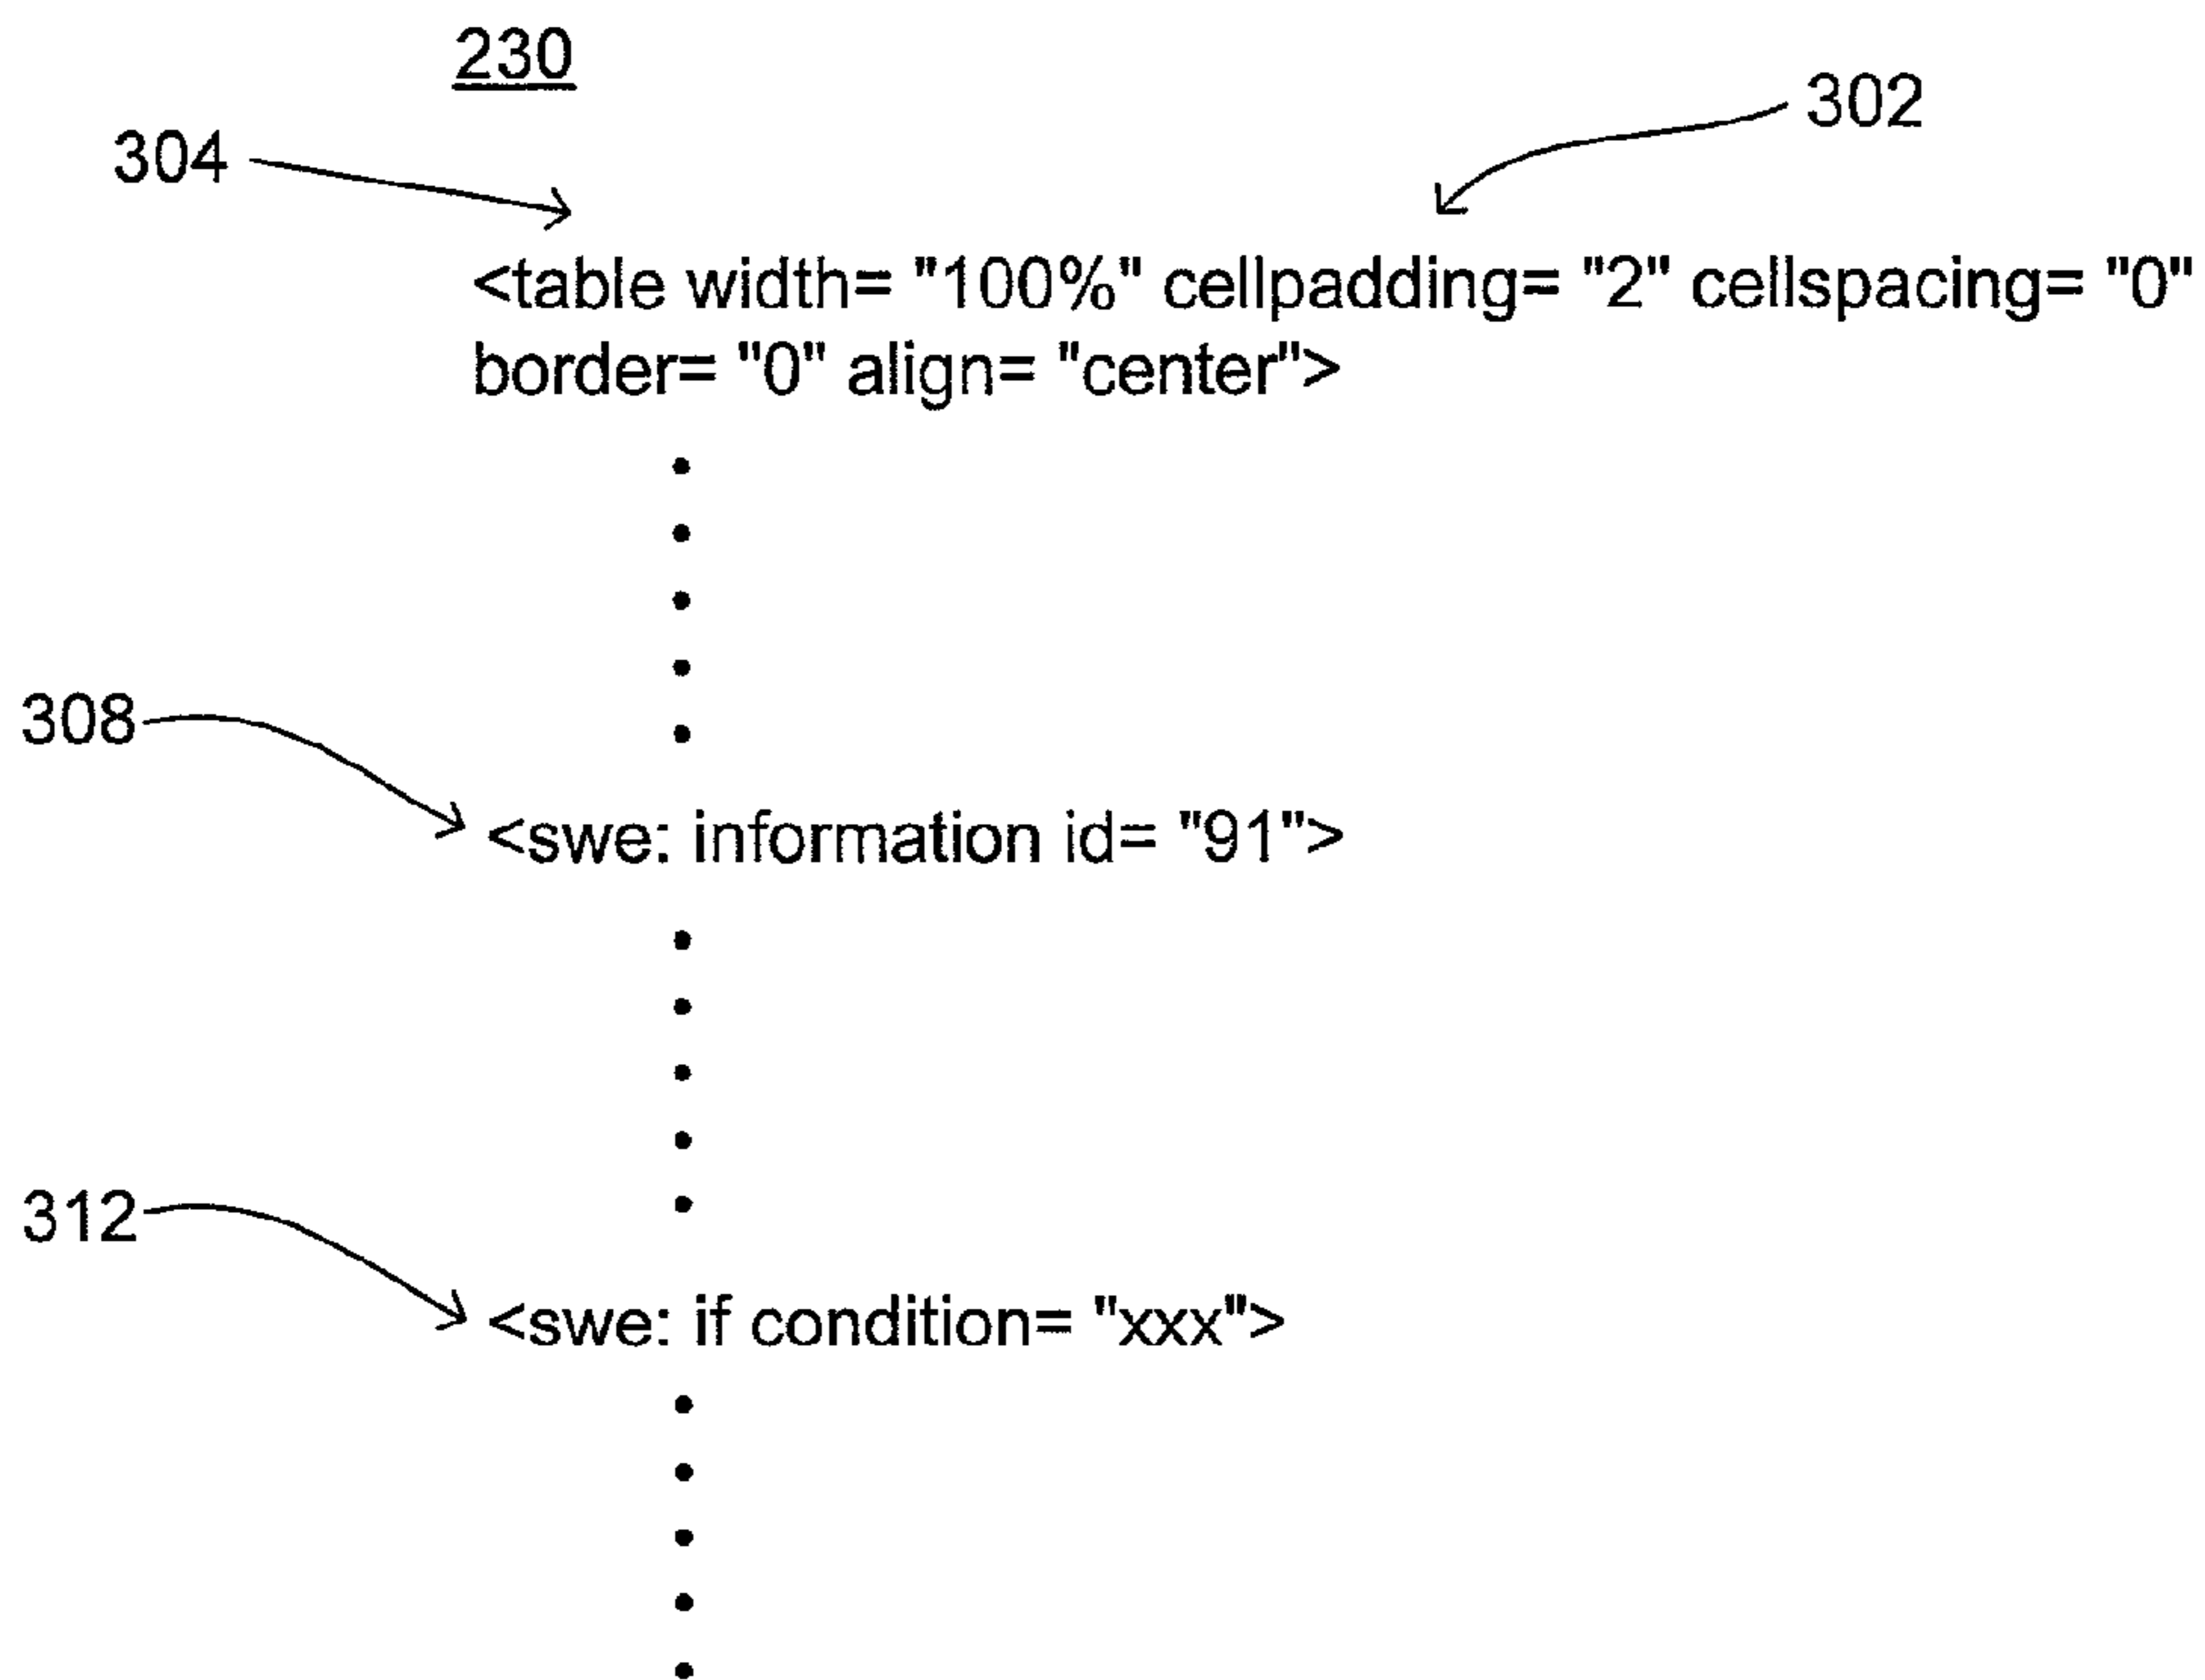 230
302
304
<table width= "100%" cellpadding= "2" cellspacing= "0"
border= "0" align= "center">
308
<swe: information id= "91">
312
<swe: if condition= "xxx">